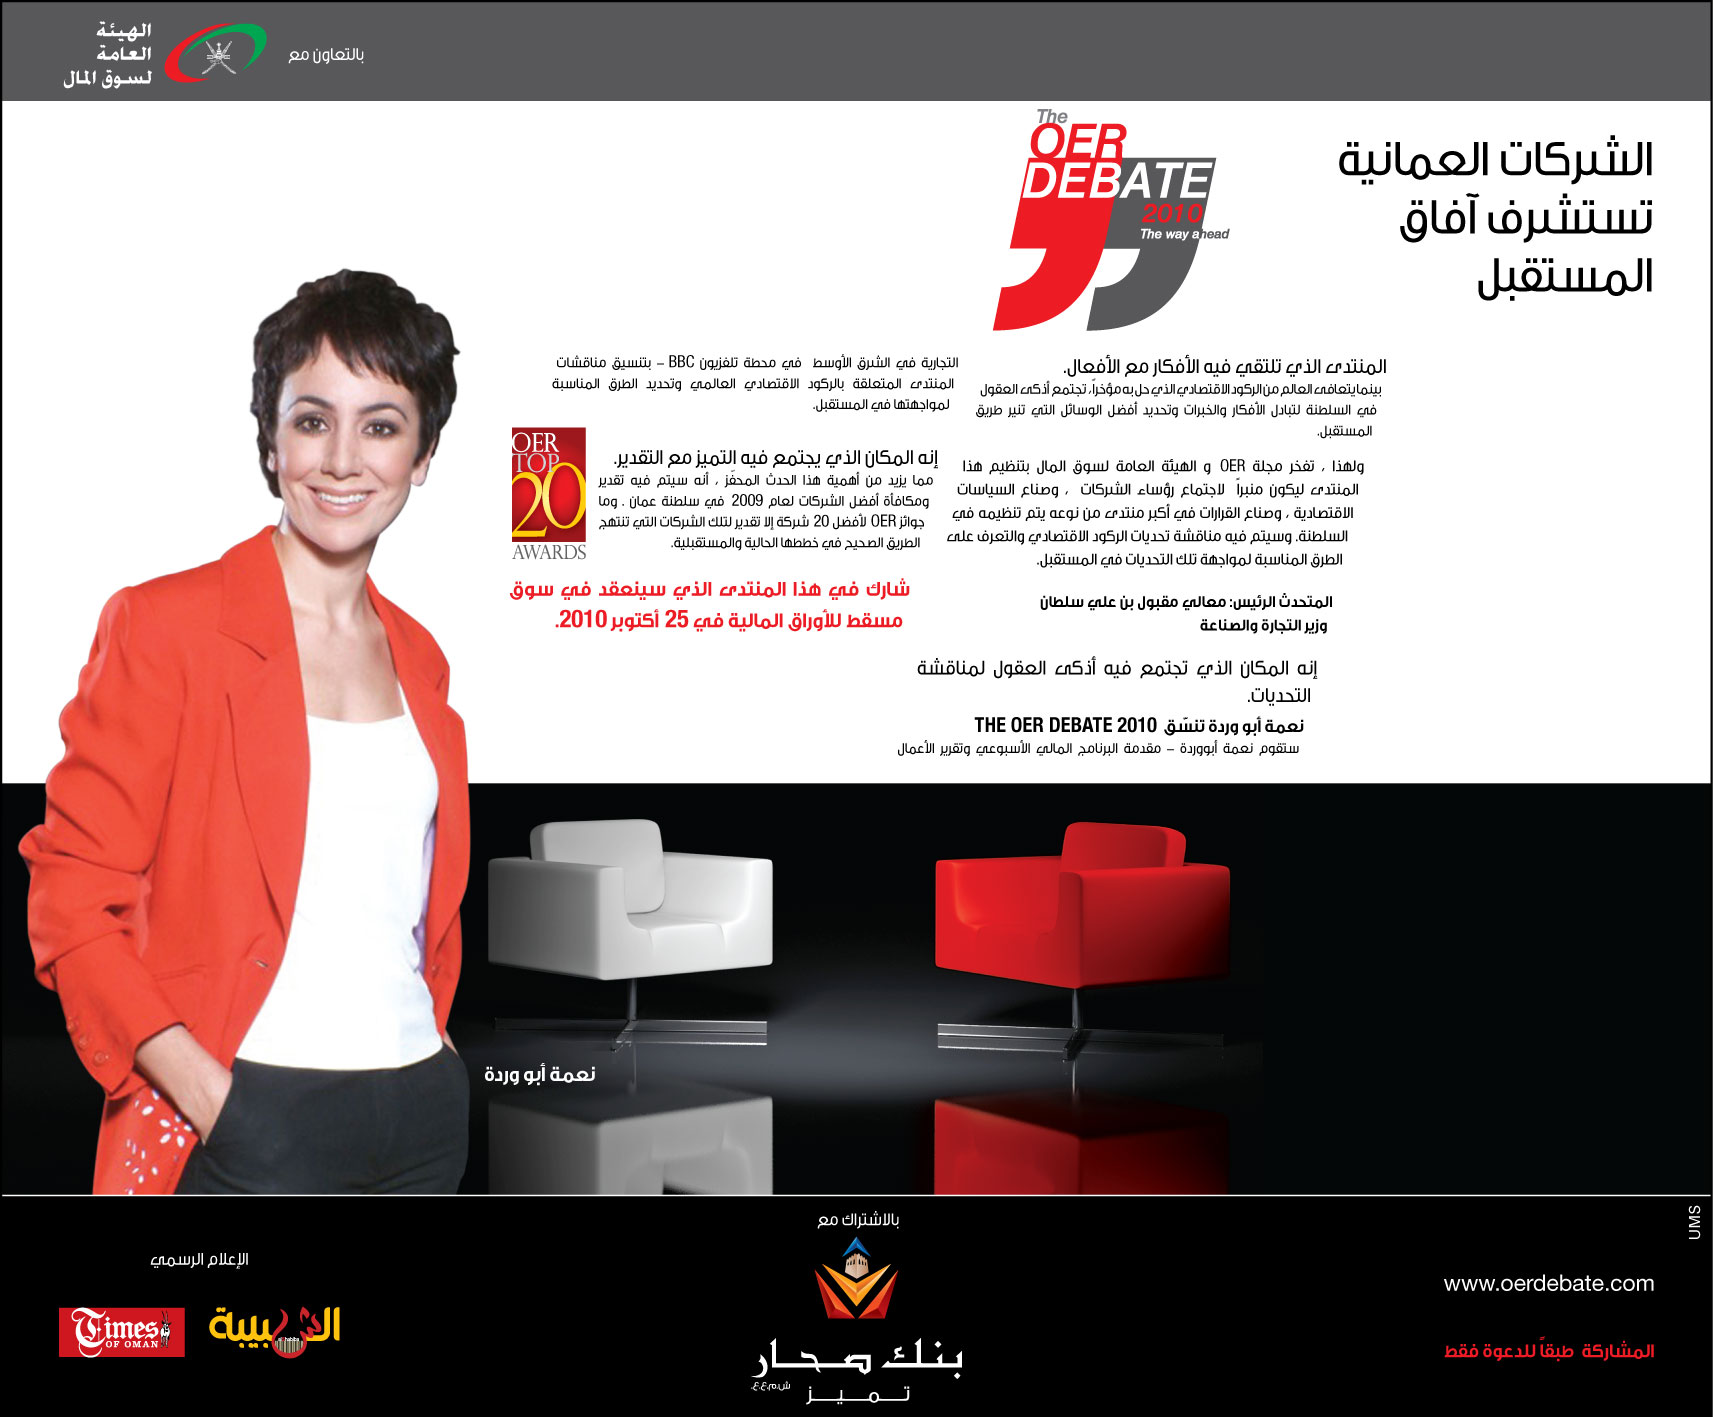 الهيئة
العامة
لسوق المال
بالتعاون مع
الشركات العمانية
تستشرف آفاق
المستقبل
The
OER
DEBATE
2010
The way ahead
المنتدى الذي تلتقي فيه الأفكار مع الأفعال.
بينما يتعافى العالم من الركود الاقتصادي الذي حل به مؤخراً، تجتمع أذكى العقول
في السلطنة لتبادل الأفكار والخبرات وتحديد أفضل الوسائل التي تنير طريق
المستقبل.
ولهذا ، تفخر مجلة OER و الهيئة العامة لسوق المال بتنظيم هذا
المنتدى ليكون منبراً لاجتماع رؤساء الشركات ، وصناع السياسات
الاقتصادية ، وصناع القرارات في أكبر منتدى من نوعه يتم تنظيمه في
السلطنة. وسيتم فيه مناقشة تحديات الركود الاقتصادي والتعرف على
الطرق المناسبة لمواجهة تلك التحديات في المستقبل.
المتحدث الرئيس: معالي مقبول بن علي سلطان
وزير التجارة والصناعة
إنه المكان الذي تجتمع فيه أذكى العقول لمناقشة
التحديات.
نعمة أبو وردة تنسّق THE OER DEBATE 2010
ستقوم نعمة أبووردة – مقدمة البرنامج المالي الأسبوعي وتقرير الأعمال
التجارية في الشرق الأوسط في محطة تلفزيون BBC – بتنسيق مناقشات
المنتدى المتعلقة بالركود الاقتصادي العالمي وتحديد الطرق المناسبة
لمواجهتها في المستقبل.
إنه المكان الذي يجتمع فيه التميز مع التقدير.
مما يزيد من أهمية هذا الحدث المحفّز ، أنه سيتم فيه تقدير
ومكافأة أفضل الشركات لعام 2009 في سلطنة عمان . وما
جوائز OER لأفضل 20 شركة إلا تقدير لتلك الشركات التي تنتهج
الطريق الصحيح في خططها الحالية والمستقبلية.
OER
TOP
20
AWARDS
شارك في هذا المنتدى الذي سينعقد في سوق
مسقط للأوراق المالية في 25 أكتوبر 2010.
نعمة أبو وردة
UMS
www.oerdebate.com
المشاركة طبقاً للدعوة فقط
بالاشتراك مع
بنك صحار
ش.م.ع.ع.
تميز
الإعلام الرسمي
الشبيبة
Times
OF OMAN